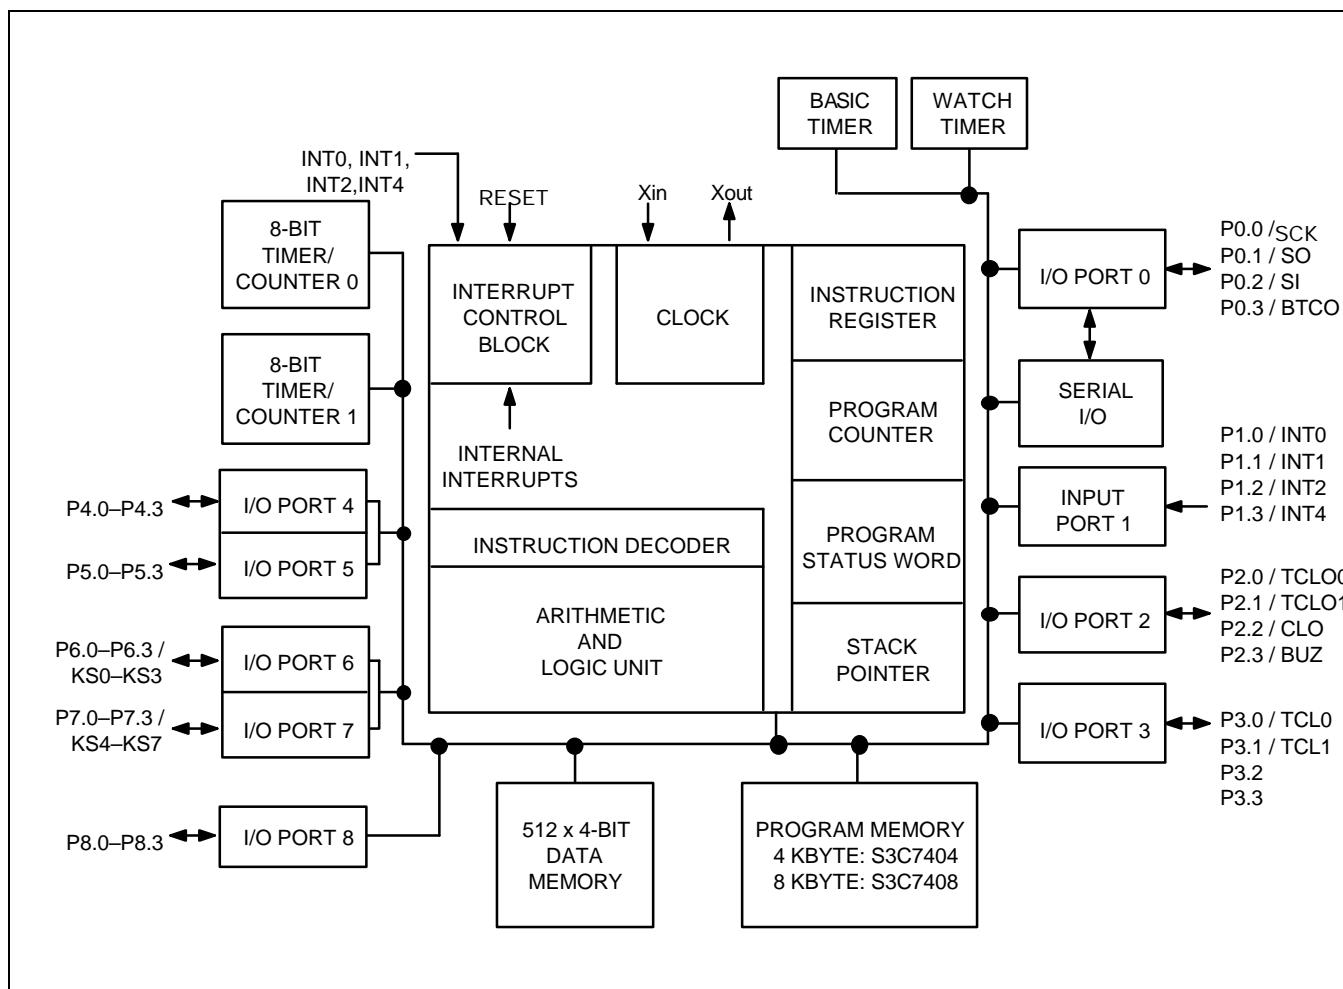 BASIC
TIMER
WATCH
TIMER
INT0, INT1,
INT2,INT4
RESET
Xin
Xout
8-BIT
TIMER/
COUNTER 0
INTERRUPT
CONTROL
BLOCK
CLOCK
INSTRUCTION
REGISTER
I/O PORT 0
P0.0 /SCK
P0.1 / SO
P0.2 / SI
P0.3 / BTCO
8-BIT
TIMER/
COUNTER 1
PROGRAM
COUNTER
SERIAL
I/O
INTERNAL
INTERRUPTS
P1.0 / INT0
P1.1 / INT1
P1.2 / INT2
P1.3 / INT4
INPUT
PORT 1
P4.0–P4.3
I/O PORT 4
P5.0–P5.3
I/O PORT 5
INSTRUCTION DECODER
PROGRAM
STATUS WORD
I/O PORT 2
P2.0 / TCLO0
P2.1 / TCLO1
P2.2 / CLO
P2.3 / BUZ
ARITHMETIC
AND
LOGIC UNIT
STACK
POINTER
P6.0–P6.3 /
KS0–KS3
I/O PORT 6
P7.0–P7.3 /
KS4–KS7
I/O PORT 7
I/O PORT 3
P3.0 / TCL0
P3.1 / TCL1
P3.2
P3.3
P8.0–P8.3
I/O PORT 8
512 x 4-BIT
DATA
MEMORY
PROGRAM MEMORY
4 KBYTE: S3C7404
8 KBYTE: S3C7408